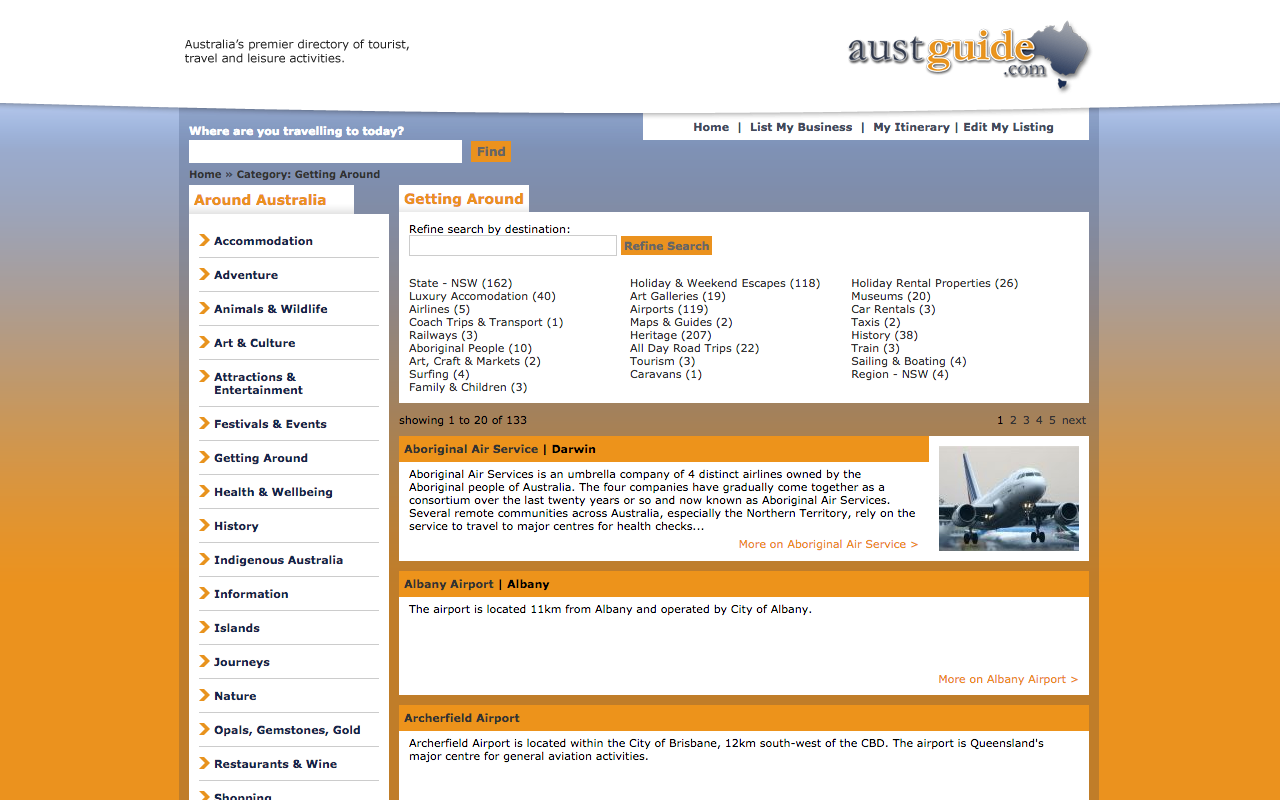 Australia's premier directory of tourist,
travel and leisure activities.
austguide.com
Where are you travelling to today?
Home | List My Business | My Itinerary | Edit My Listing
Find
Home » Category: Getting Around
Around Australia
Accommodation
Adventure
Animals & Wildlife
Art & Culture
Attractions &
Entertainment
Festivals & Events
Getting Around
Health & Wellbeing
History
Indigenous Australia
Information
Islands
Journeys
Nature
Opals, Gemstones, Gold
Restaurants & Wine
Shopping
Getting Around
Refine search by destination:
Refine Search
State - NSW (162) Holiday & Weekend Escapes (118) Holiday Rental Properties (26)
Luxury Accomodation (40) Art Galleries (19) Museums (20)
Airlines (5) Airports (119) Car Rentals (3)
Coach Trips & Transport (1) Maps & Guides (2) Taxis (2)
Railways (3) Heritage (207) History (38)
Aboriginal People (10) All Day Road Trips (22) Train (3)
Art, Craft & Markets (2) Tourism (3) Sailing & Boating (4)
Surfing (4) Caravans (1) Region - NSW (4)
Family & Children (3)
showing 1 to 20 of 133 1 2 3 4 5 next
Aboriginal Air Service | Darwin
Aboriginal Air Services is an umbrella company of 4 distinct airlines owned by the
Aboriginal people of Australia. The four companies have gradually come together as a
consortium over the last twenty years or so and now known as Aboriginal Air Services.
Several remote communities across Australia, especially the Northern Territory, rely on the
service to travel to major centres for health checks...
More on Aboriginal Air Service >
Albany Airport | Albany
The airport is located 11km from Albany and operated by City of Albany.
More on Albany Airport >
Archerfield Airport
Archerfield Airport is located within the City of Brisbane, 12km south-west of the CBD. The airport is Queensland's
major centre for general aviation activities.